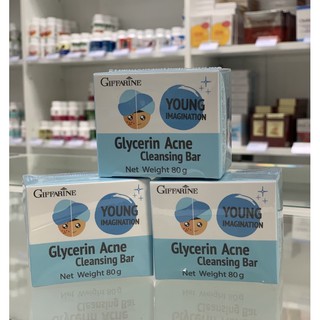 GIFFARINE
YOUNG
IMAGINATION
Glycerin Acne
Cleansing Bar
Net Weight 80g
GIFFARINE
YOUNG
IMAGINATION
Glycerin Acne
Cleansing Bar
Net Weight 80g
GIFFARINE
YOUNG
IMAGINATION
Glycerin Acne
Cleansing Bar
Net Weight 80g